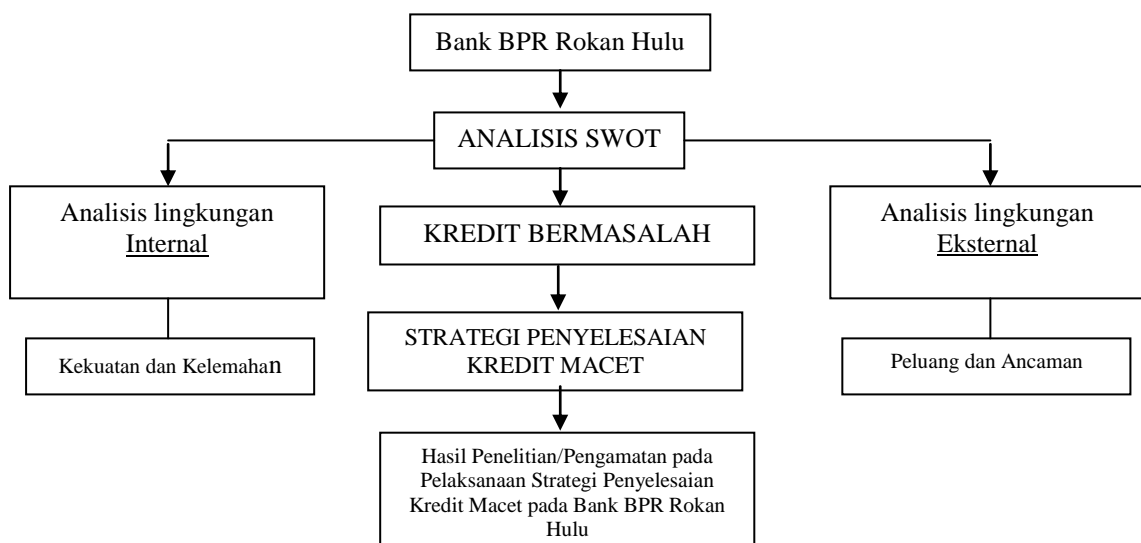 Bank BPR Rokan Hulu
ANALISIS SWOT
Analisis lingkungan
Internal
KREDIT BERMASALAH
Analisis lingkungan
Eksternal
Kekuatan dan Kelemahan
STRATEGI PENYELESAIAN
KREDIT MACET
Peluang dan Ancaman
Hasil Penelitian/Pengamatan pada
Pelaksanaan Strategi Penyelesaian
Kredit Macet pada Bank BPR Rokan
Hulu